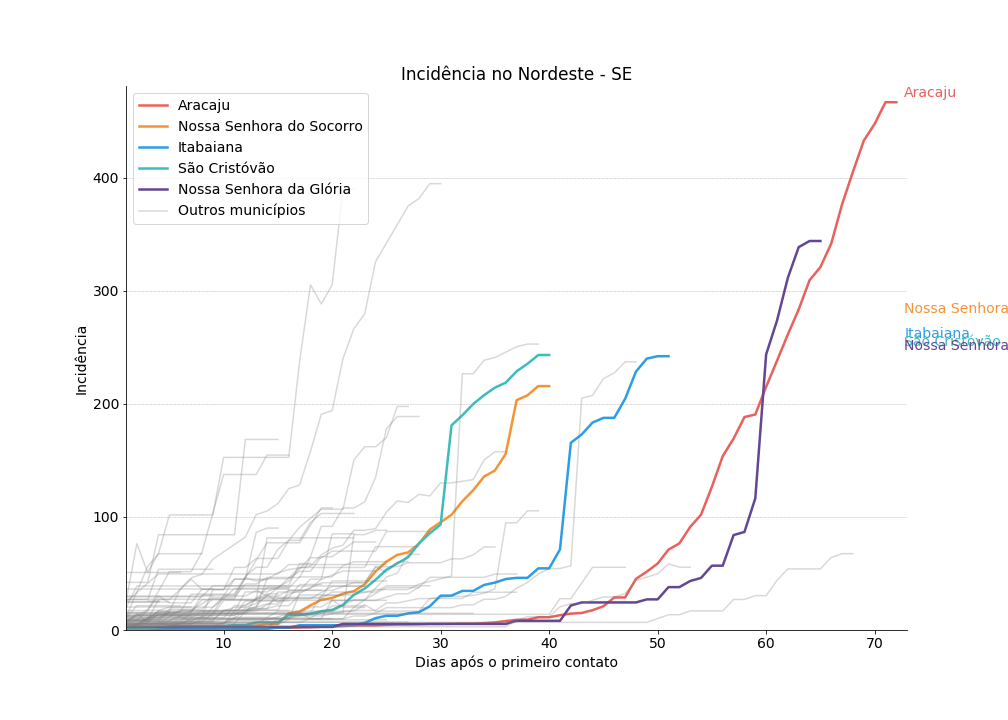 Incidência no Nordeste - SE
Aracaju
Nossa Senhora do Socorro
Itabaiana
São Cristóvão
Nossa Senhora da Glória
Outros municípios
Aracaju
Nossa Senhora
Itabaiana
São Cristóvão
Nossa Senhora
Incidência
400
300
200
100
0
10 20 30 40 50 60 70
Dias após o primeiro contato